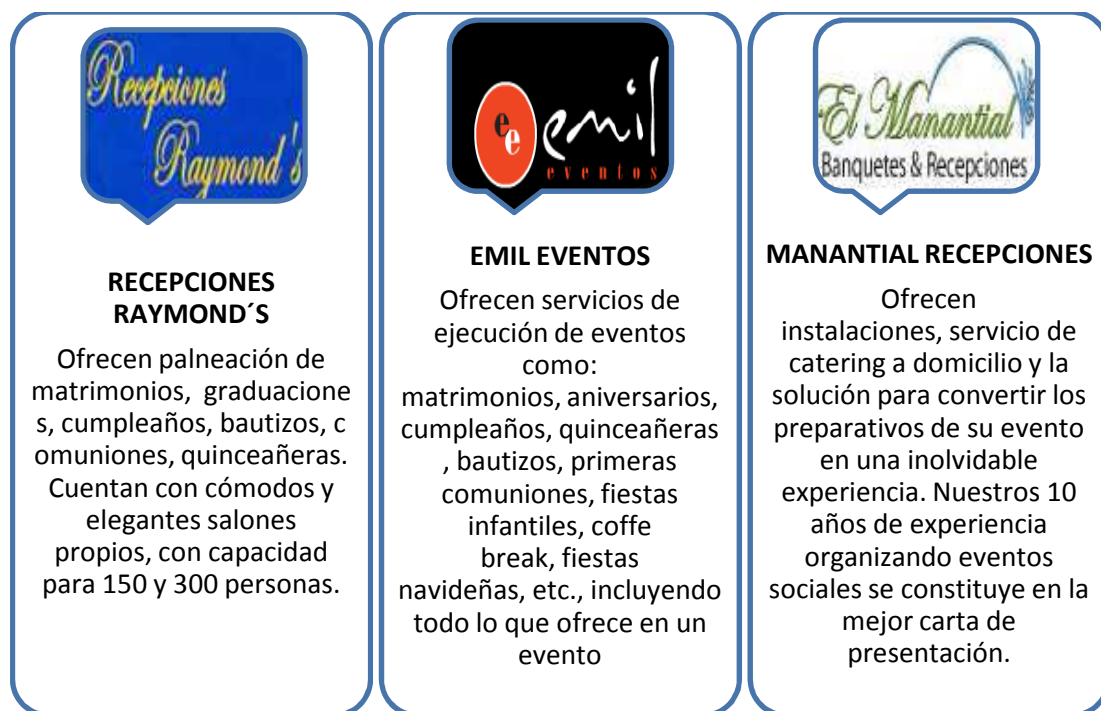 Recepciones
Raymond's
RECEPCIONES
RAYMOND´S
Ofrecen palneación de
matrimonios, graduacione
s, cumpleaños, bautizos, c
omuniones, quinceañeras.
Cuentan con cómodos y
elegantes salones
propios, con capacidad
para 150 y 300 personas.
ee emil
eventos
EMIL EVENTOS
Ofrecen servicios de
ejecución de eventos
como:
matrimonios, aniversarios,
cumpleaños, quinceañeras
, bautizos, primeras
comuniones, fiestas
infantiles, coffe
break, fiestas
navideñas, etc., incluyendo
todo lo que ofrece en un
evento
El Manantial
Banquetes & Recepciones
MANANTIAL RECEPCIONES
Ofrecen
instalaciones, servicio de
catering a domicilio y la
solución para convertir los
preparativos de su evento
en una inolvidable
experiencia. Nuestros 10
años de experiencia
organizando eventos
sociales se constituye en la
mejor carta de
presentación.